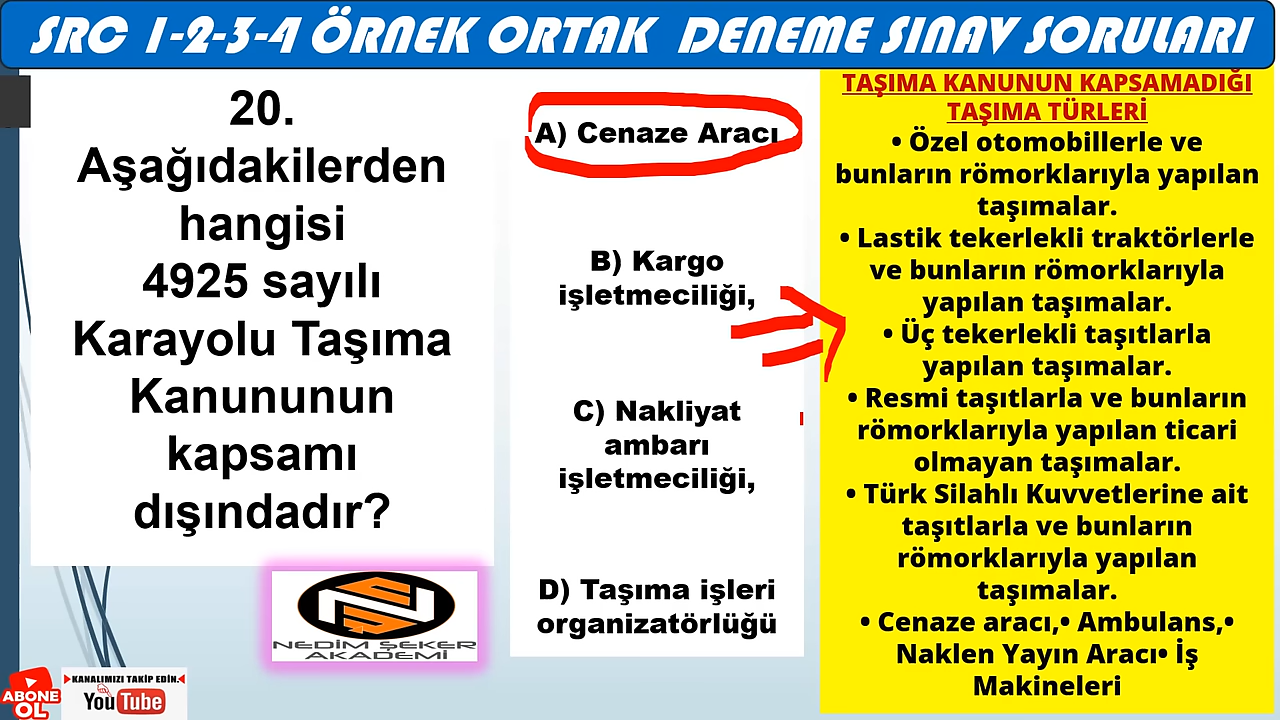 SRC 1-2-3-4 ÖRNEK ORTAK DENEME SINAV SORULARI
20.
Aşağıdakilerden
hangisi
4925 sayılı
Karayolu Taşıma
Kanununun
kapsamı
dışındadır?
A) Cenaze Aracı
B) Kargo
işletmeciliği,
C) Nakliyat
ambarı
işletmeciliği,
D) Taşıma işleri
organizatörlüğü
TAŞIMA KANUNUN KAPSAMADIĞI
TAŞIMA TÜRLERİ
• Özel otomobillerle ve
bunların römorklarıyla yapılan
taşımalar.
• Lastik tekerlekli traktörlerle
ve bunların römorklarıyla
yapılan taşımalar.
• Üç tekerlekli taşıtlarla
yapılan taşımalar.
• Resmi taşıtlarla ve bunların
römorklarıyla yapılan ticari
olmayan taşımalar.
• Türk Silahlı Kuvvetlerine ait
taşıtlarla ve bunların
römorklarıyla yapılan
taşımalar.
• Cenaze aracı,• Ambulans,•
Naklen Yayın Aracı• İş
Makineleri
NEDİM ŞEKER
AKADEMİ
ABONE
OL
KANALIMIZI TAKİP EDİN.
YouTube